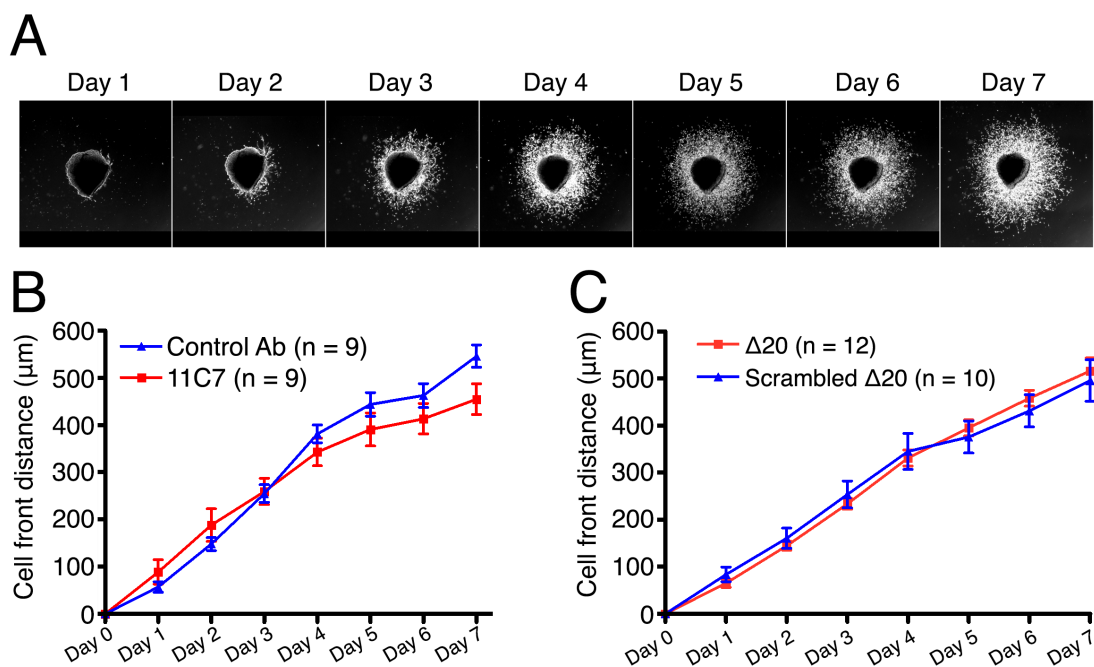 A
Day 1 Day 2 Day 3 Day 4 Day 5 Day 6 Day 7
B
Cell front distance (μm)
600
500
400
300
200
100
0
Control Ab (n = 9)
11C7 (n = 9)
Day 0 Day 1 Day 2 Day 3 Day 4 Day 5 Day 6 Day 7
C
Cell front distance (μm)
600
500
400
300
200
100
0
Δ20 (n = 12)
Scrambled Δ20 (n = 10)
Day 0 Day 1 Day 2 Day 3 Day 4 Day 5 Day 6 Day 7